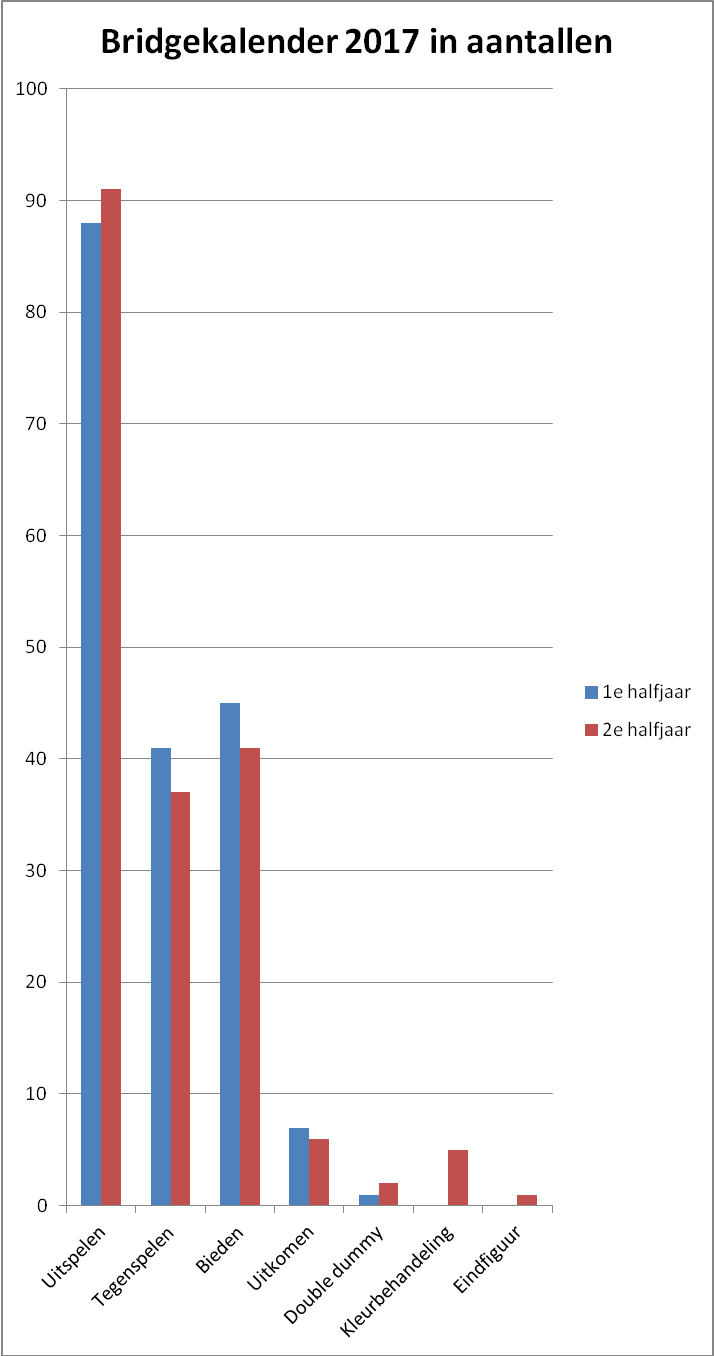 Bridgekalender 2017 in aantallen
100
90
80
70
60
50
40
30
20
10
0
1e halfjaar
2e halfjaar
Uitspelen
Tegenspelen
Bieden
Uitkomen
Double dummy
Kleurbehandeling
Eindfiguur